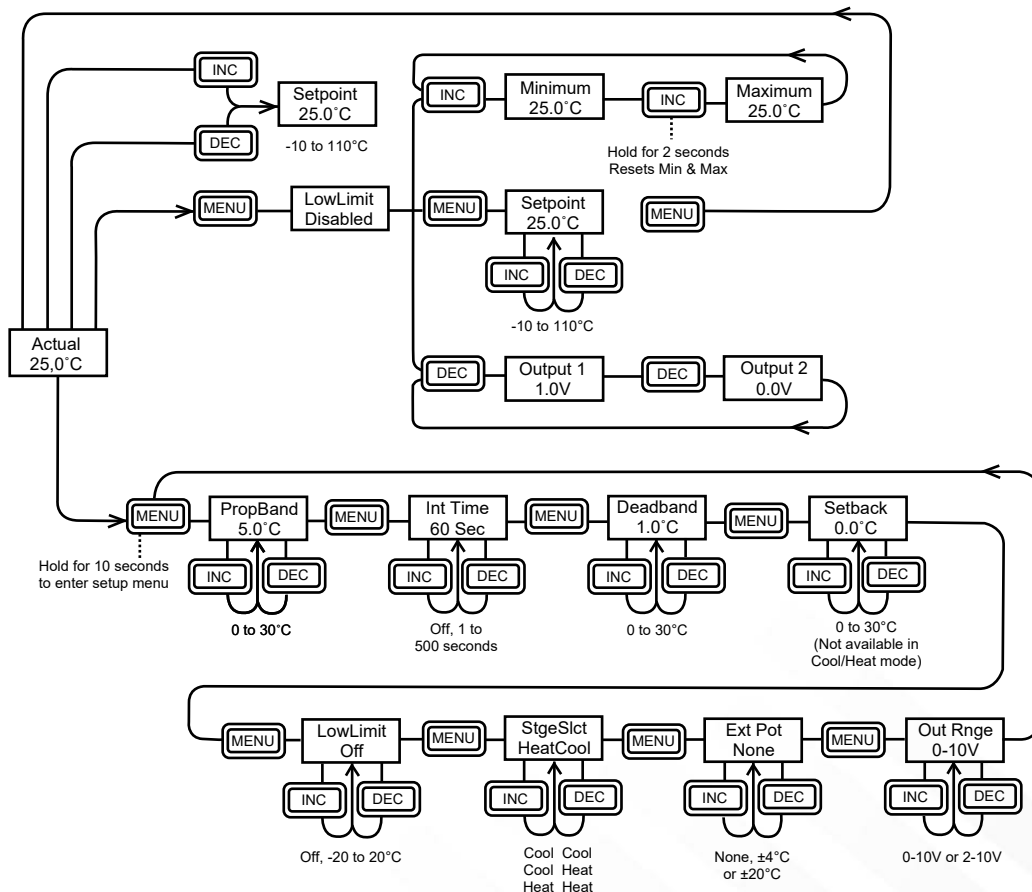 INC
Setpoint
25.0˚C
DEC
-10 to 110°C
INC
Minimum
25.0˚C
INC
Maximum
25.0˚C
Hold for 2 seconds
Resets Min & Max
MENU
LowLimit
Disabled
MENU
Setpoint
25.0˚C
MENU
INC
DEC
-10 to 110°C
Actual
25,0˚C
DEC
Output 1
1.0V
DEC
Output 2
0.0V
MENU
Hold for 10 seconds
to enter setup menu
PropBand
5.0˚C
INC
DEC
0 to 30°C
MENU
Int Time
60 Sec
INC
DEC
Off, 1 to
500 seconds
MENU
Deadband
1.0˚C
INC
DEC
0 to 30°C
MENU
Setback
0.0˚C
INC
DEC
0 to 30°C
(Not available in
Cool/Heat mode)
MENU
LowLimit
Off
INC
DEC
Off, -20 to 20°C
MENU
StgeSlct
HeatCool
INC
DEC
Cool Cool
Cool Heat
Heat Heat
MENU
Ext Pot
None
INC
DEC
None, ±4°C
or ±20°C
MENU
Out Rnge
0-10V
INC
DEC
0-10V or 2-10V